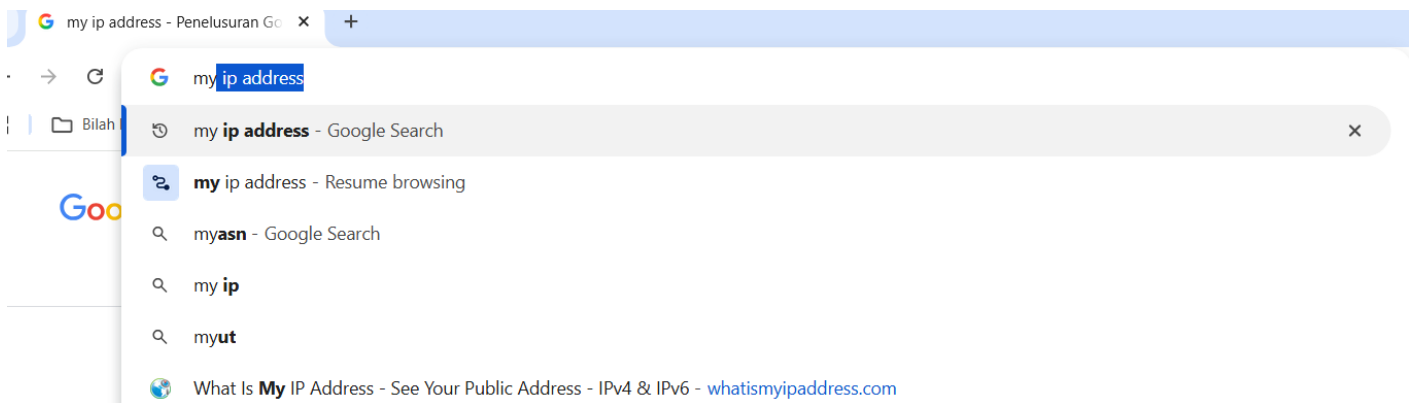 my ip address - Penelusuran Go
my ip address
Bilah
my ip address - Google Search
my ip address - Resume browsing
Goo
myasn - Google Search
my ip
myut
What Is My IP Address - See Your Public Address - IPv4 & IPv6 - whatismyipaddress.com